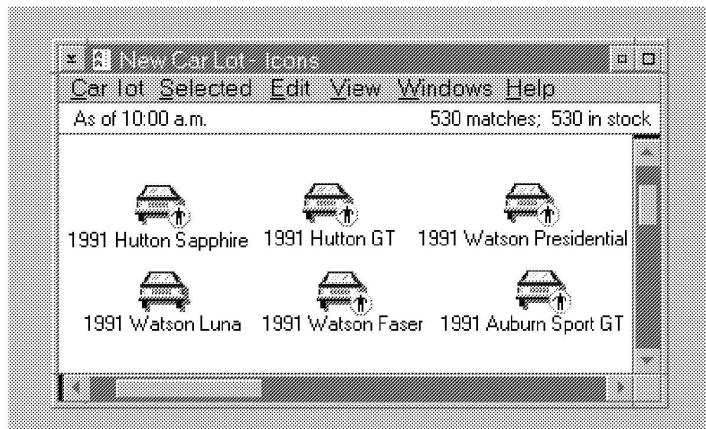 New Car Lot - Icons
Car lot Selected Edit View Windows Help
As of 10:00 a.m. 530 matches; 530 in stock
1991 Hutton Sapphire 1991 Hutton GT 1991 Watson Presidential
1991 Watson Luna 1991 Watson Faser 1991 Auburn Sport GT